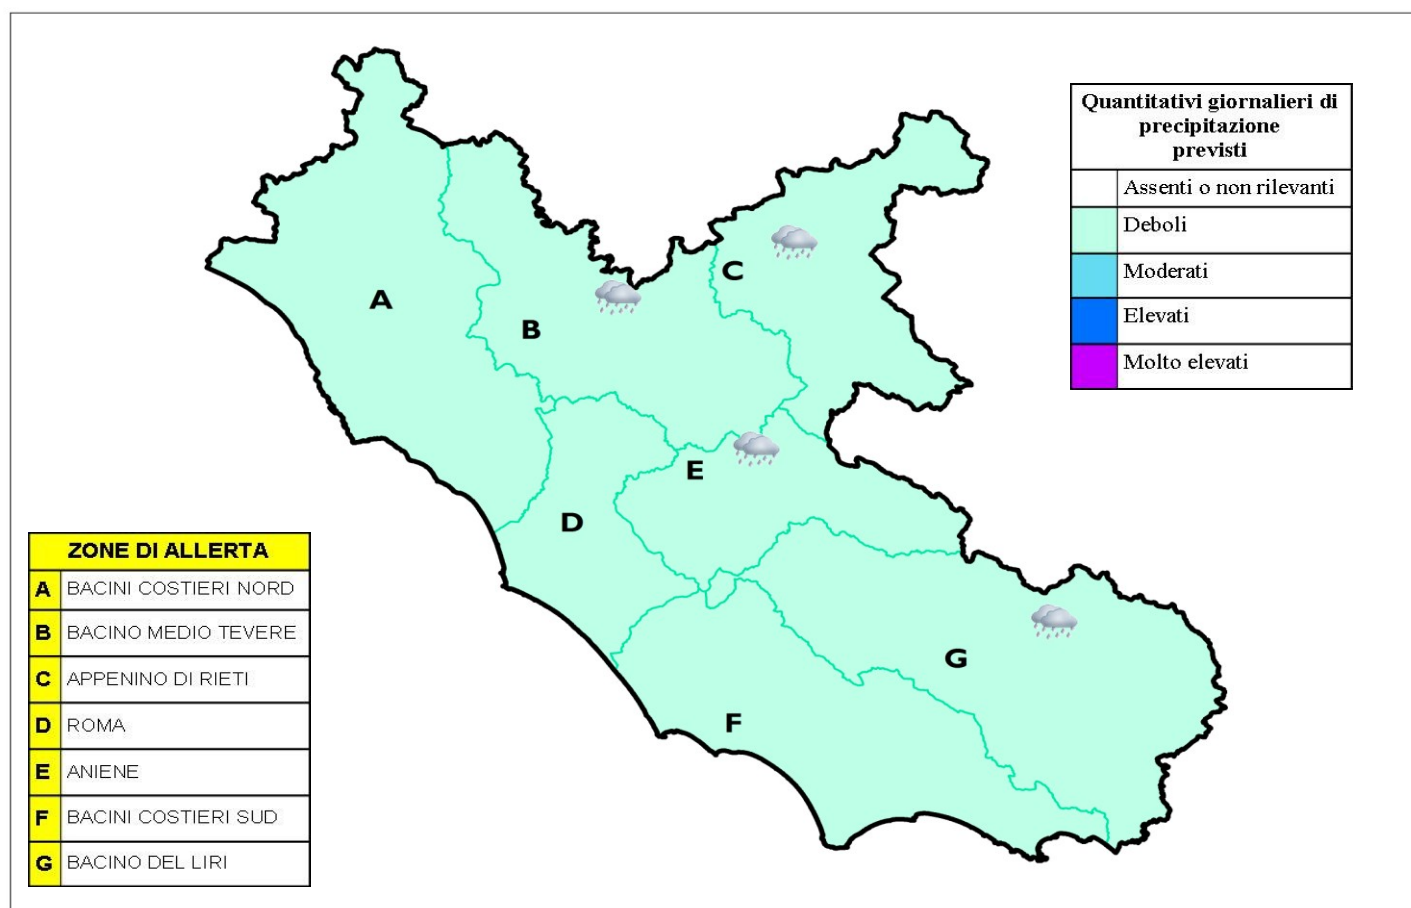 Quantitativi giornalieri di
precipitazione
previsti
Assenti o non rilevanti
Deboli
Moderati
Elevati
Molto elevati
A
B
C
D
E
F
G
ZONE DI ALLERTA
A BACINI COSTIERI NORD
B BACINO MEDIO TEVERE
C APPENINO DI RIETI
D ROMA
E ANIENE
F BACINI COSTIERI SUD
G BACINO DEL LIRI